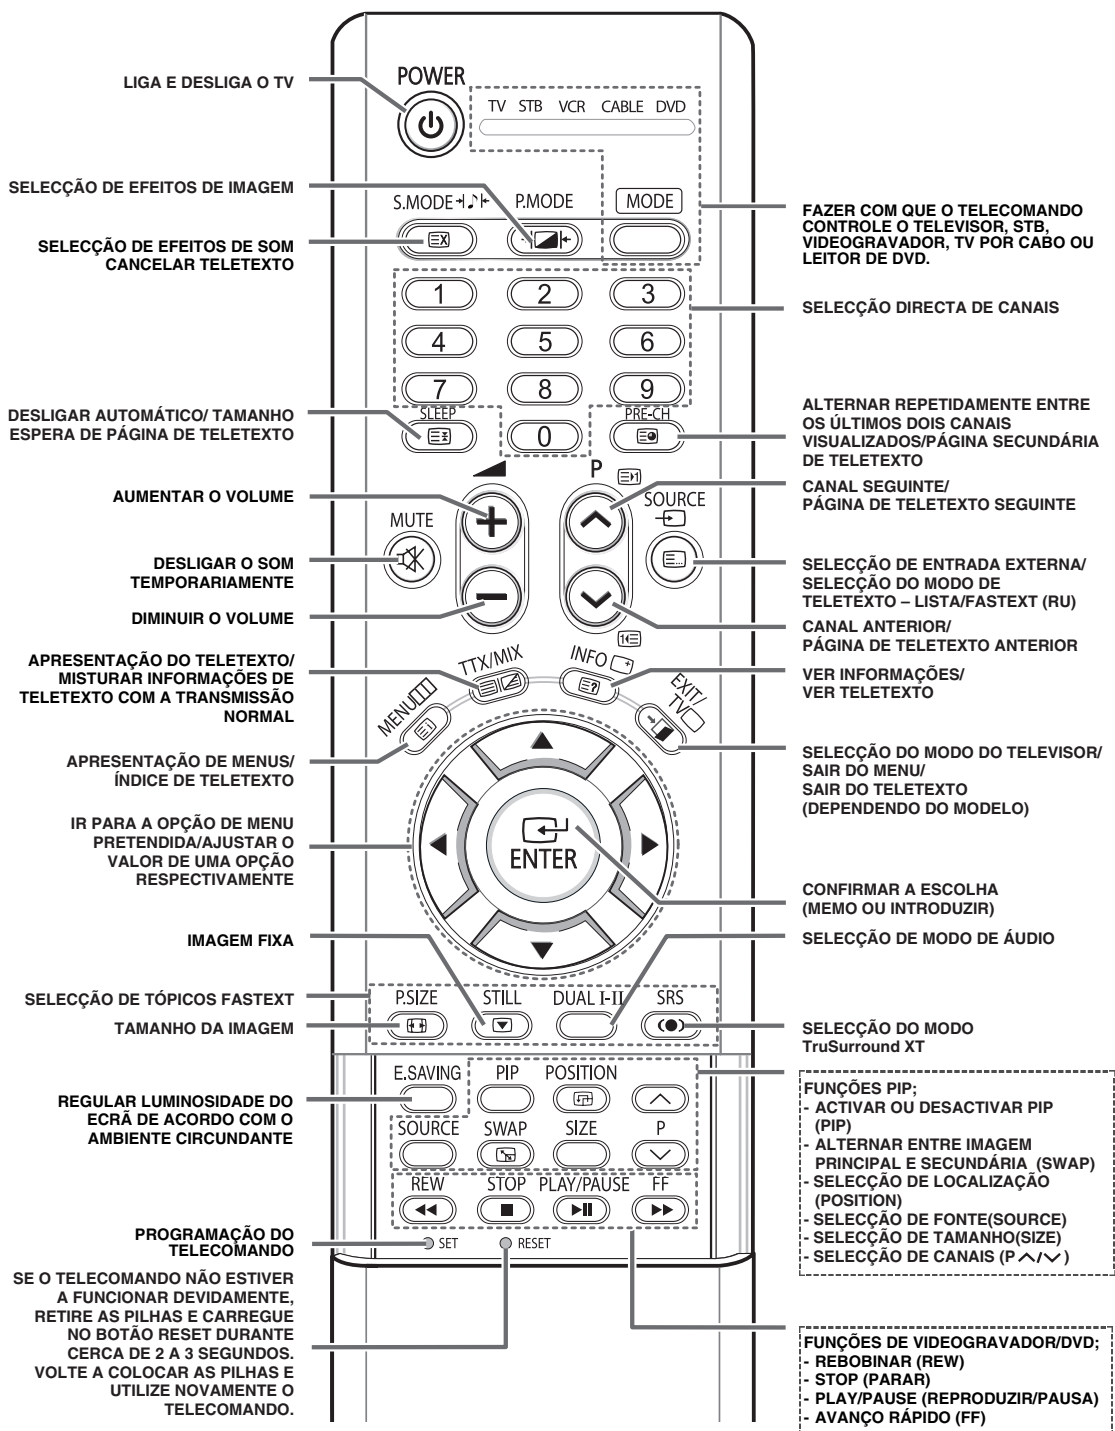 LIGA E DESLIGA O TV
SELECÇÃO DE EFEITOS DE IMAGEM
SELECÇÃO DE EFEITOS DE SOM
CANCELAR TELETEXTO
DESLIGAR AUTOMÁTICO/ TAMANHO
ESPERA DE PÁGINA DE TELETEXTO
AUMENTAR O VOLUME
DESLIGAR O SOM
TEMPORARIAMENTE
DIMINUIR O VOLUME
APRESENTAÇÃO DO TELETEXTO/
MISTURAR INFORMAÇÕES DE
TELETEXTO COM A TRANSMISSÃO
NORMAL
APRESENTAÇÃO DE MENUS/
ÍNDICE DE TELETEXTO
IR PARA A OPÇÃO DE MENU
PRETENDIDA/AJUSTAR O
VALOR DE UMA OPÇÃO
RESPECTIVAMENTE
IMAGEM FIXA
SELECÇÃO DE TÓPICOS FASTEXT
TAMANHO DA IMAGEM
REGULAR LUMINOSIDADE DO
ECRÃ DE ACORDO COM O
AMBIENTE CIRCUNDANTE
PROGRAMAÇÃO DO
TELECOMANDO
SE O TELECOMANDO NÃO ESTIVER
A FUNCIONAR DEVIDAMENTE,
RETIRE AS PILHAS E CARREGUE
NO BOTÃO RESET DURANTE
CERCA DE 2 A 3 SEGUNDOS.
VOLTE A COLOCAR AS PILHAS E
UTILIZE NOVAMENTE O
TELECOMANDO.
POWER
TV STB VCR CABLE DVD
S.MODE P.MODE MODE
1 2 3
4 5 6
7 8 9
SLEEP 0 PRE-CH
P
MUTE SOURCE
TTX/MIX INFO
MENU EXIT/
TV
ENTER
P.SIZE STILL DUAL I-II SRS
E.SAVING PIP POSITION
SOURCE SWAP SIZE P
REW STOP PLAY/PAUSE FF
SET RESET
FAZER COM QUE O TELECOMANDO
CONTROLE O TELEVISOR, STB,
VIDEOGRAVADOR, TV POR CABO OU
LEITOR DE DVD.
SELECÇÃO DIRECTA DE CANAIS
ALTERNAR REPETIDAMENTE ENTRE
OS ÚLTIMOS DOIS CANAIS
VISUALIZADOS/PÁGINA SECUNDÁRIA
DE TELETEXTO
CANAL SEGUINTE/
PÁGINA DE TELETEXTO SEGUINTE
SELECÇÃO DE ENTRADA EXTERNA/
SELECÇÃO DO MODO DE
TELETEXTO – LISTA/FASTEXT (RU)
CANAL ANTERIOR/
PÁGINA DE TELETEXTO ANTERIOR
VER INFORMAÇÕES/
VER TELETEXTO
SELECÇÃO DO MODO DO TELEVISOR/
SAIR DO MENU/
SAIR DO TELETEXTO
(DEPENDENDO DO MODELO)
CONFIRMAR A ESCOLHA
(MEMO OU INTRODUZIR)
SELECÇÃO DE MODO DE ÁUDIO
SELECÇÃO DO MODO
TruSurround XT
FUNÇÕES PIP;
- ACTIVAR OU DESACTIVAR PIP
(PIP)
- ALTERNAR ENTRE IMAGEM
PRINCIPAL E SECUNDÁRIA (SWAP)
- SELECÇÃO DE LOCALIZAÇÃO
(POSITION)
- SELECÇÃO DE FONTE(SOURCE)
- SELECÇÃO DE TAMANHO(SIZE)
- SELECÇÃO DE CANAIS (P / )
FUNÇÕES DE VIDEOGRAVADOR/DVD;
- REBOBINAR (REW)
- STOP (PARAR)
- PLAY/PAUSE (REPRODUZIR/PAUSA)
- AVANÇO RÁPIDO (FF)